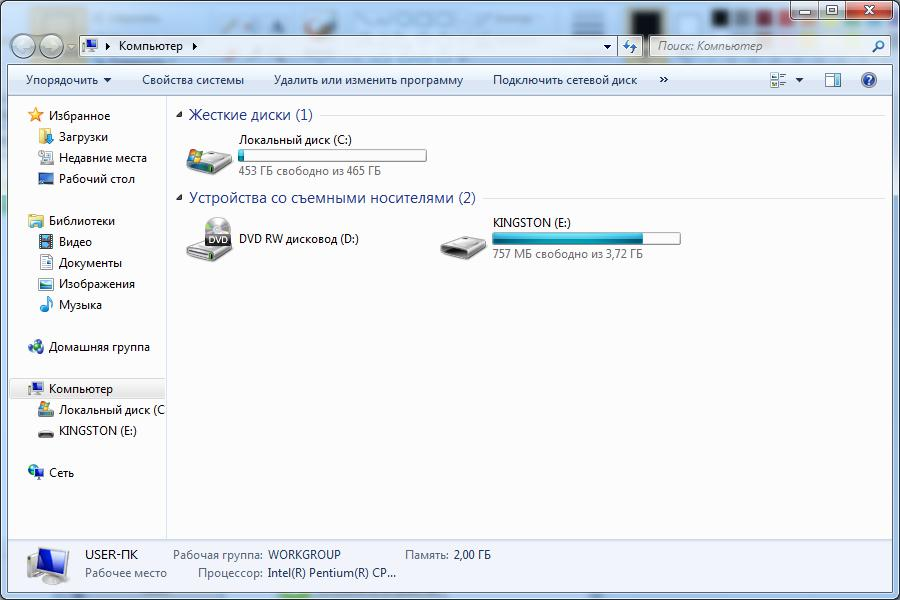 Компьютер
Поиск: Компьютер
Упорядочить Свойства системы Удалить или изменить программу Подключить сетевой диск »
Избранное
Загрузки
Недавние места
Рабочий стол
Библиотеки
Видео
Документы
Изображения
Музыка
Домашняя группа
Компьютер
Локальный диск (C
KINGSTON (E:)
Сеть
Жесткие диски (1)
Локальный диск (C:)
453 ГБ свободно из 465 ГБ
Устройства со съемными носителями (2)
DVD
DVD RW дисковод (D:)
KINGSTON (E:)
757 МБ свободно из 3,72 ГБ
USER-ПК Рабочая группа: WORKGROUP Память: 2,00 ГБ
Рабочее место Процессор: Intel(R) Pentium(R) CP...